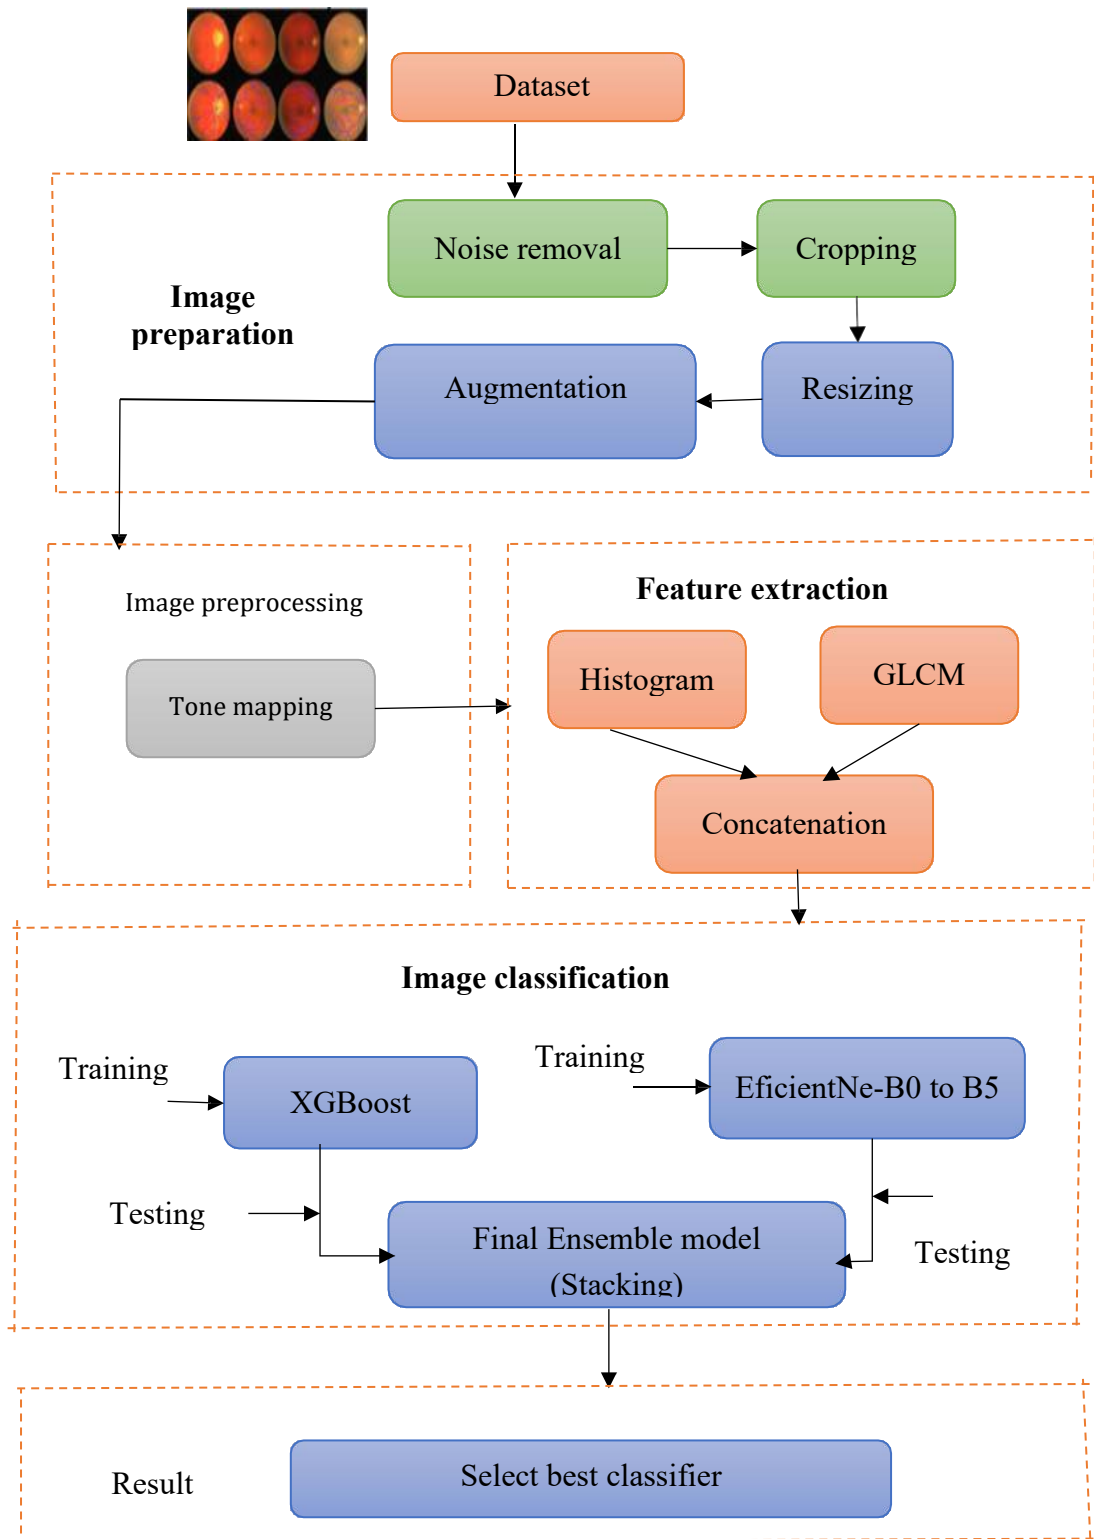 Dataset
Noise removal
Cropping
Image
preparation
Augmentation
Resizing
Image preprocessing
Tone mapping
Feature extraction
Histogram
GLCM
Concatenation
Image classification
Training
XGBoost
Training
EficientNe-B0 to B5
Testing
Final Ensemble model
(Stacking)
Testing
Result
Select best classifier